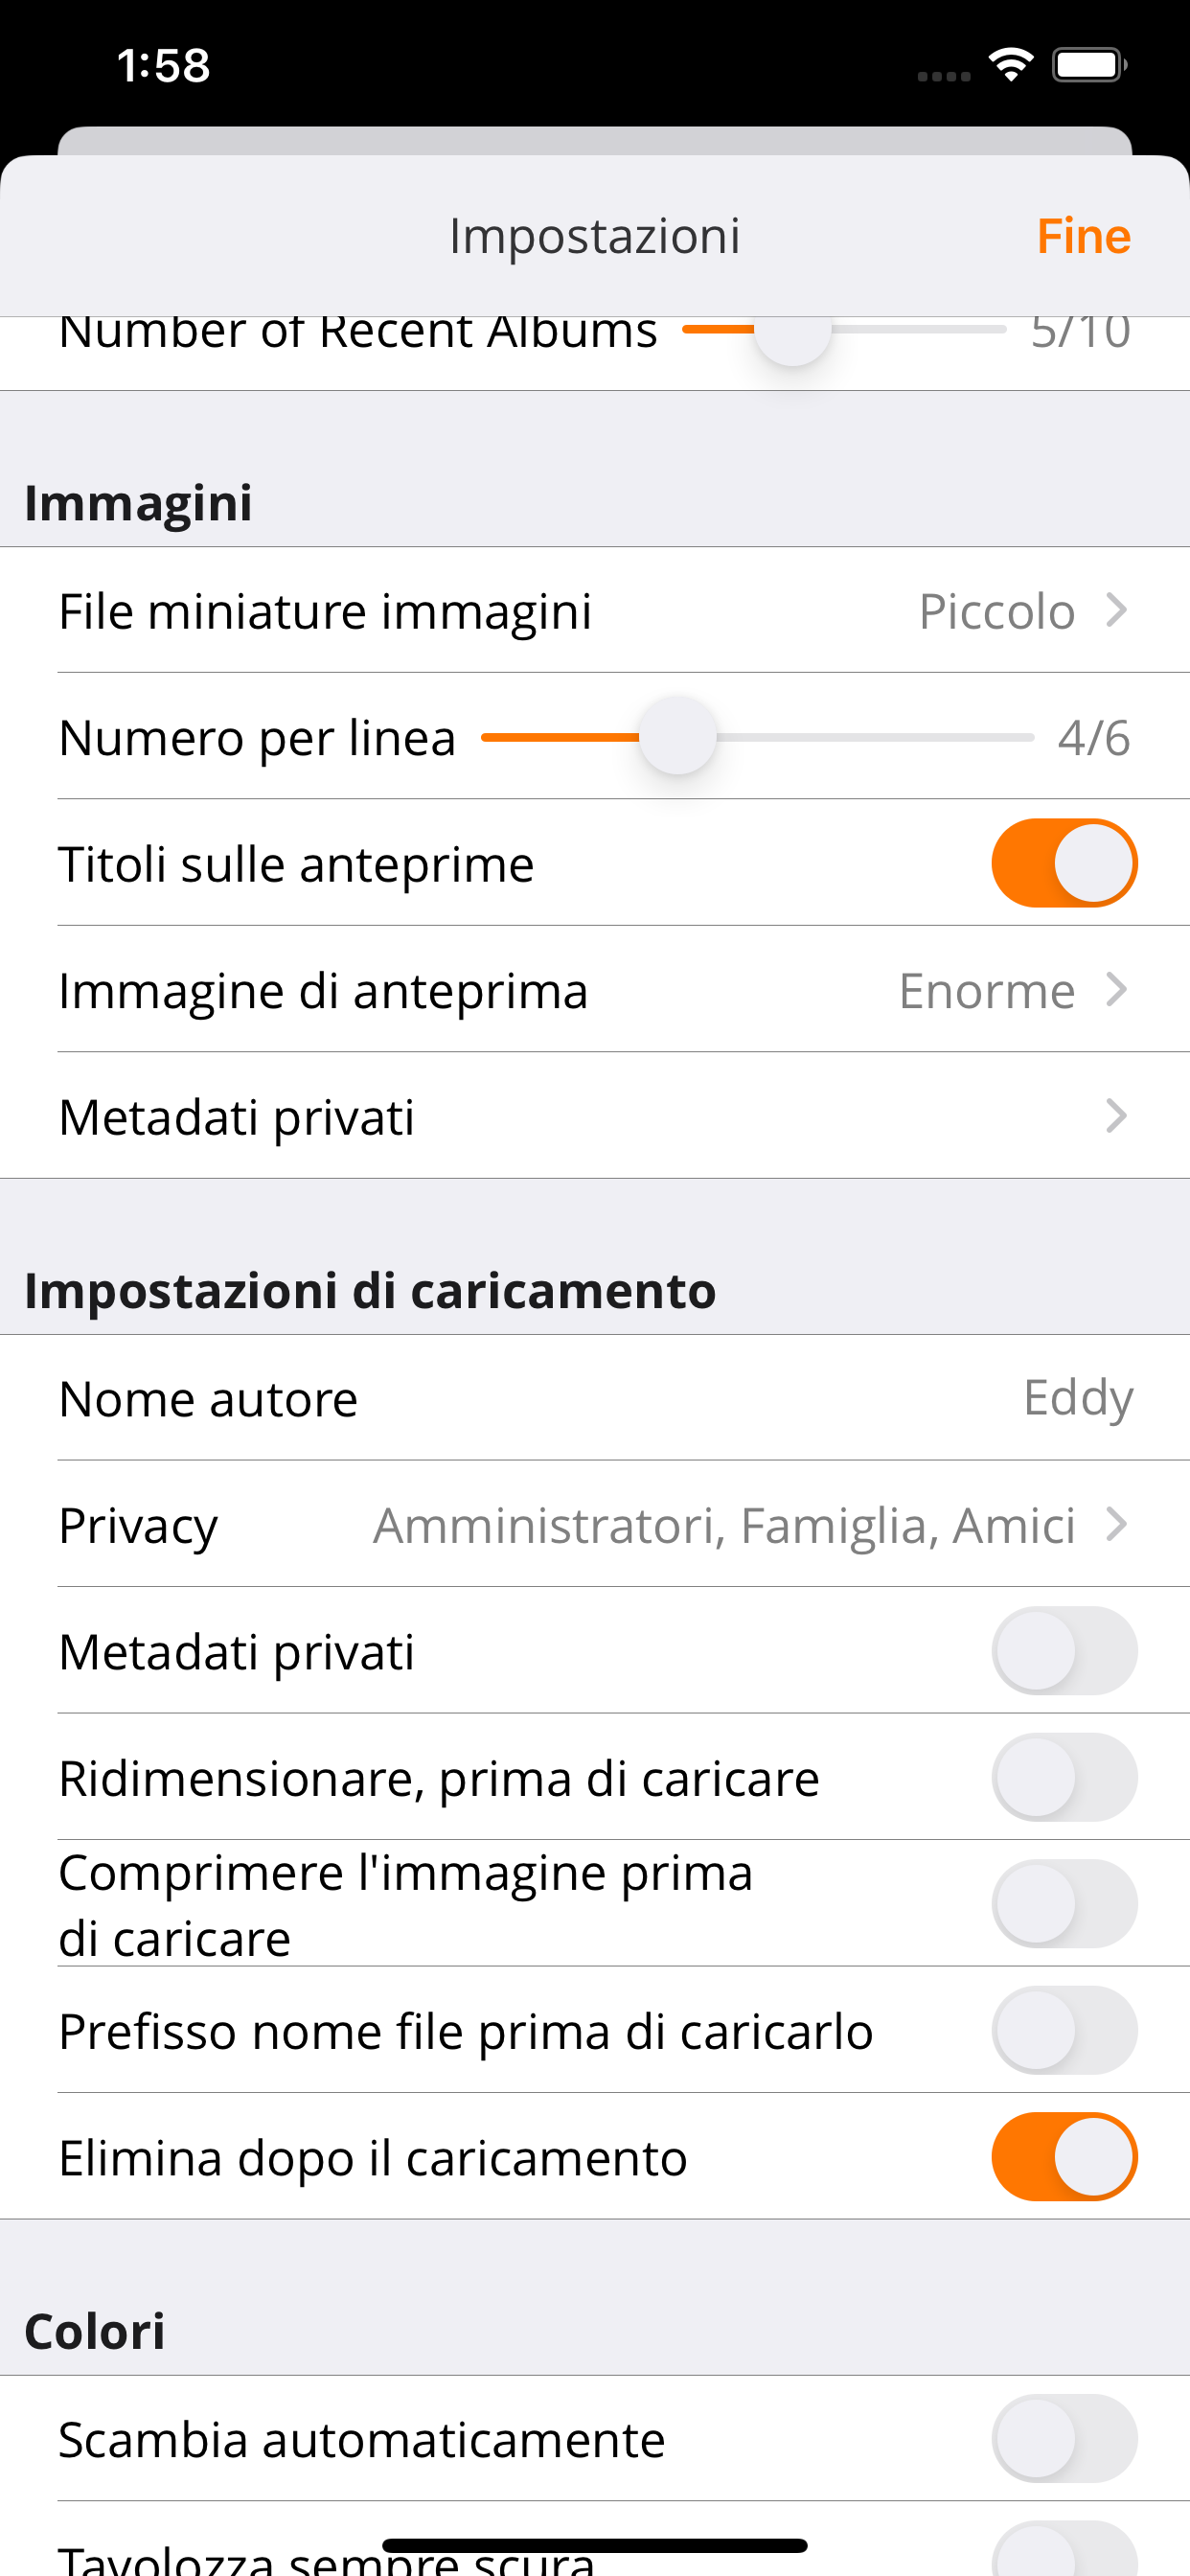 1:58
Impostazioni
Fine
Number of Recent Albums 5/10
Immagini
File miniature immagini Piccolo
Numero per linea 4/6
Titoli sulle anteprime
Immagine di anteprima Enorme
Metadati privati
Impostazioni di caricamento
Nome autore Eddy
Privacy Amministratori, Famiglia, Amici
Metadati privati
Ridimensionare, prima di caricare
Comprimere l'immagine prima
di caricare
Prefisso nome file prima di caricarlo
Elimina dopo il caricamento
Colori
Scambia automaticamente
Tavolozza sempre scura